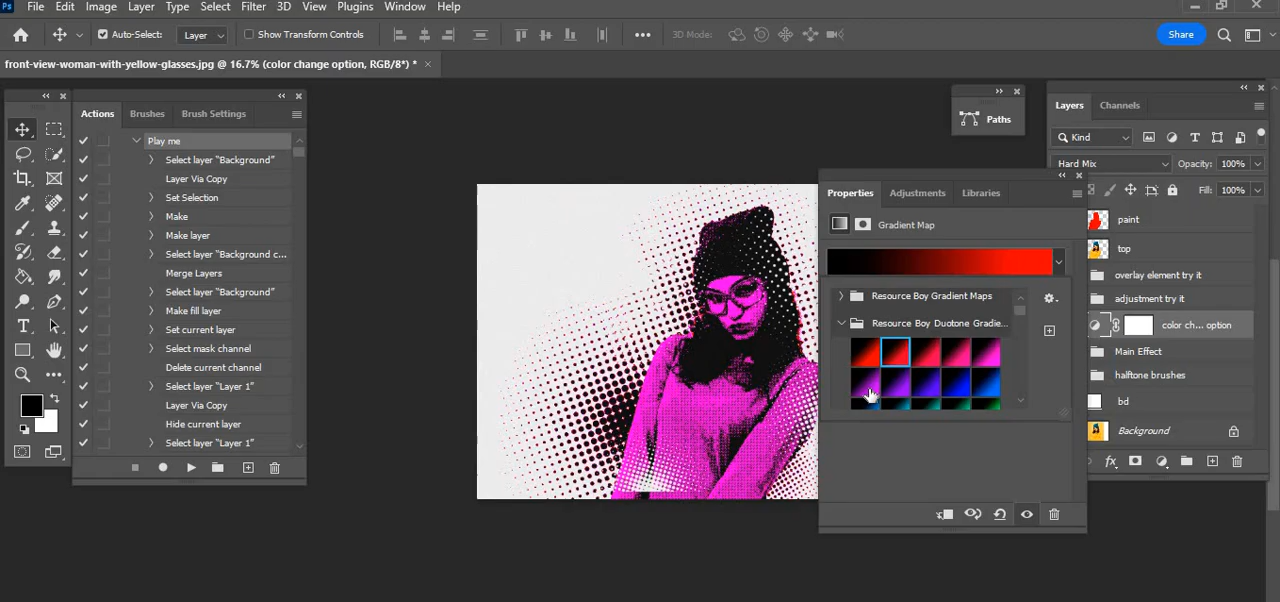 Ps File Edit Image Layer Type Select Filter 3D View Plugins Window Help
Auto-Select: Layer Show Transform Controls 3D Mode: Share
front-view-woman-with-yellow-glasses.jpg @ 16.7% (color change option, RGB/8*) *
Actions Brushes Brush Settings
Play me
Select layer "Background"
Layer Via Copy
Set Selection
Make
Make layer
Select layer "Background c...
Merge Layers
Select layer "Background"
Make fill layer
Set current layer
Select mask channel
Delete current channel
Select layer "Layer 1"
Layer Via Copy
Hide current layer
Select layer "Layer 1"
Paths
Properties Adjustments Libraries
Gradient Map
Resource Boy Gradient Maps
Resource Boy Duotone Gradie...
Layers Channels
Kind
Hard Mix Opacity: 100%
Fill: 100%
paint
top
overlay element try it
adjustment try it
color ch... option
Main Effect
halftone brushes
bd
Background
fx